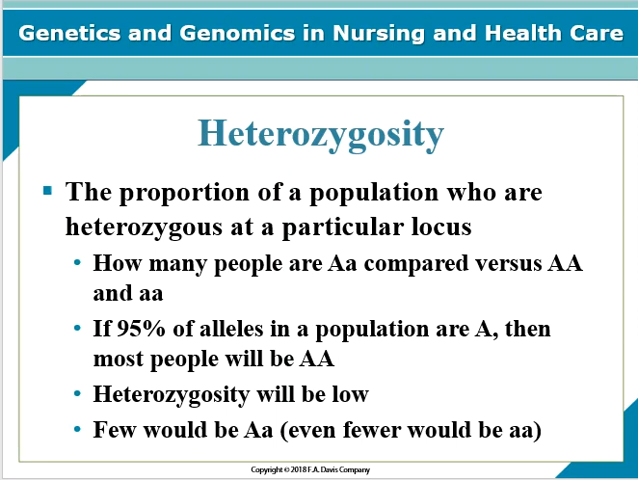 Genetics and Genomics in Nursing and Health Care
Heterozygosity
▪ The proportion of a population who are
heterozygous at a particular locus
• How many people are Aa compared versus AA
and aa
• If 95% of alleles in a population are A, then
most people will be AA
• Heterozygosity will be low
• Few would be Aa (even fewer would be aa)
Copyright © 2018 F.A. Davis Company